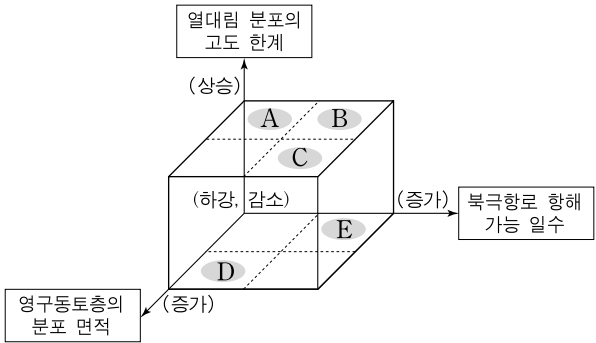 열대림 분포의
고도 한계
(상승)
A
B
C
(하강, 감소)
(증가)
북극항로 항해
가능 일수
E
D
영구동토층의
분포 면적
(증가)